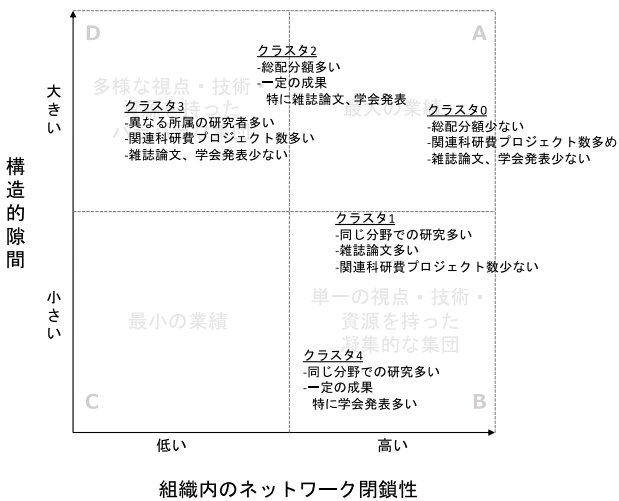 D
A
クラスタ2
-総配分額多い
-一定の成果
特に雑誌論文、学会発表
多様な視点・技術・
持った
最大の業績
クラスタ3
-異なる所属の研究者多い
-関連科研費プロジェクト数多い
-雑誌論文、学会発表少ない
クラスタ0
-総配分額少ない
-関連科研費プロジェクト数多め
-雑誌論文、学会発表少ない
大きい
構造的隙間
クラスタ1
-同じ分野での研究多い
-雑誌論文多い
-関連科研費プロジェクト数少ない
小さい
最小の業績
単一の視点・技術・
資源を持った
凝集的な集団
クラスタ4
-同じ分野での研究多い
-一定の成果
特に学会発表多い
C
B
低い
高い
組織内のネットワーク閉鎖性